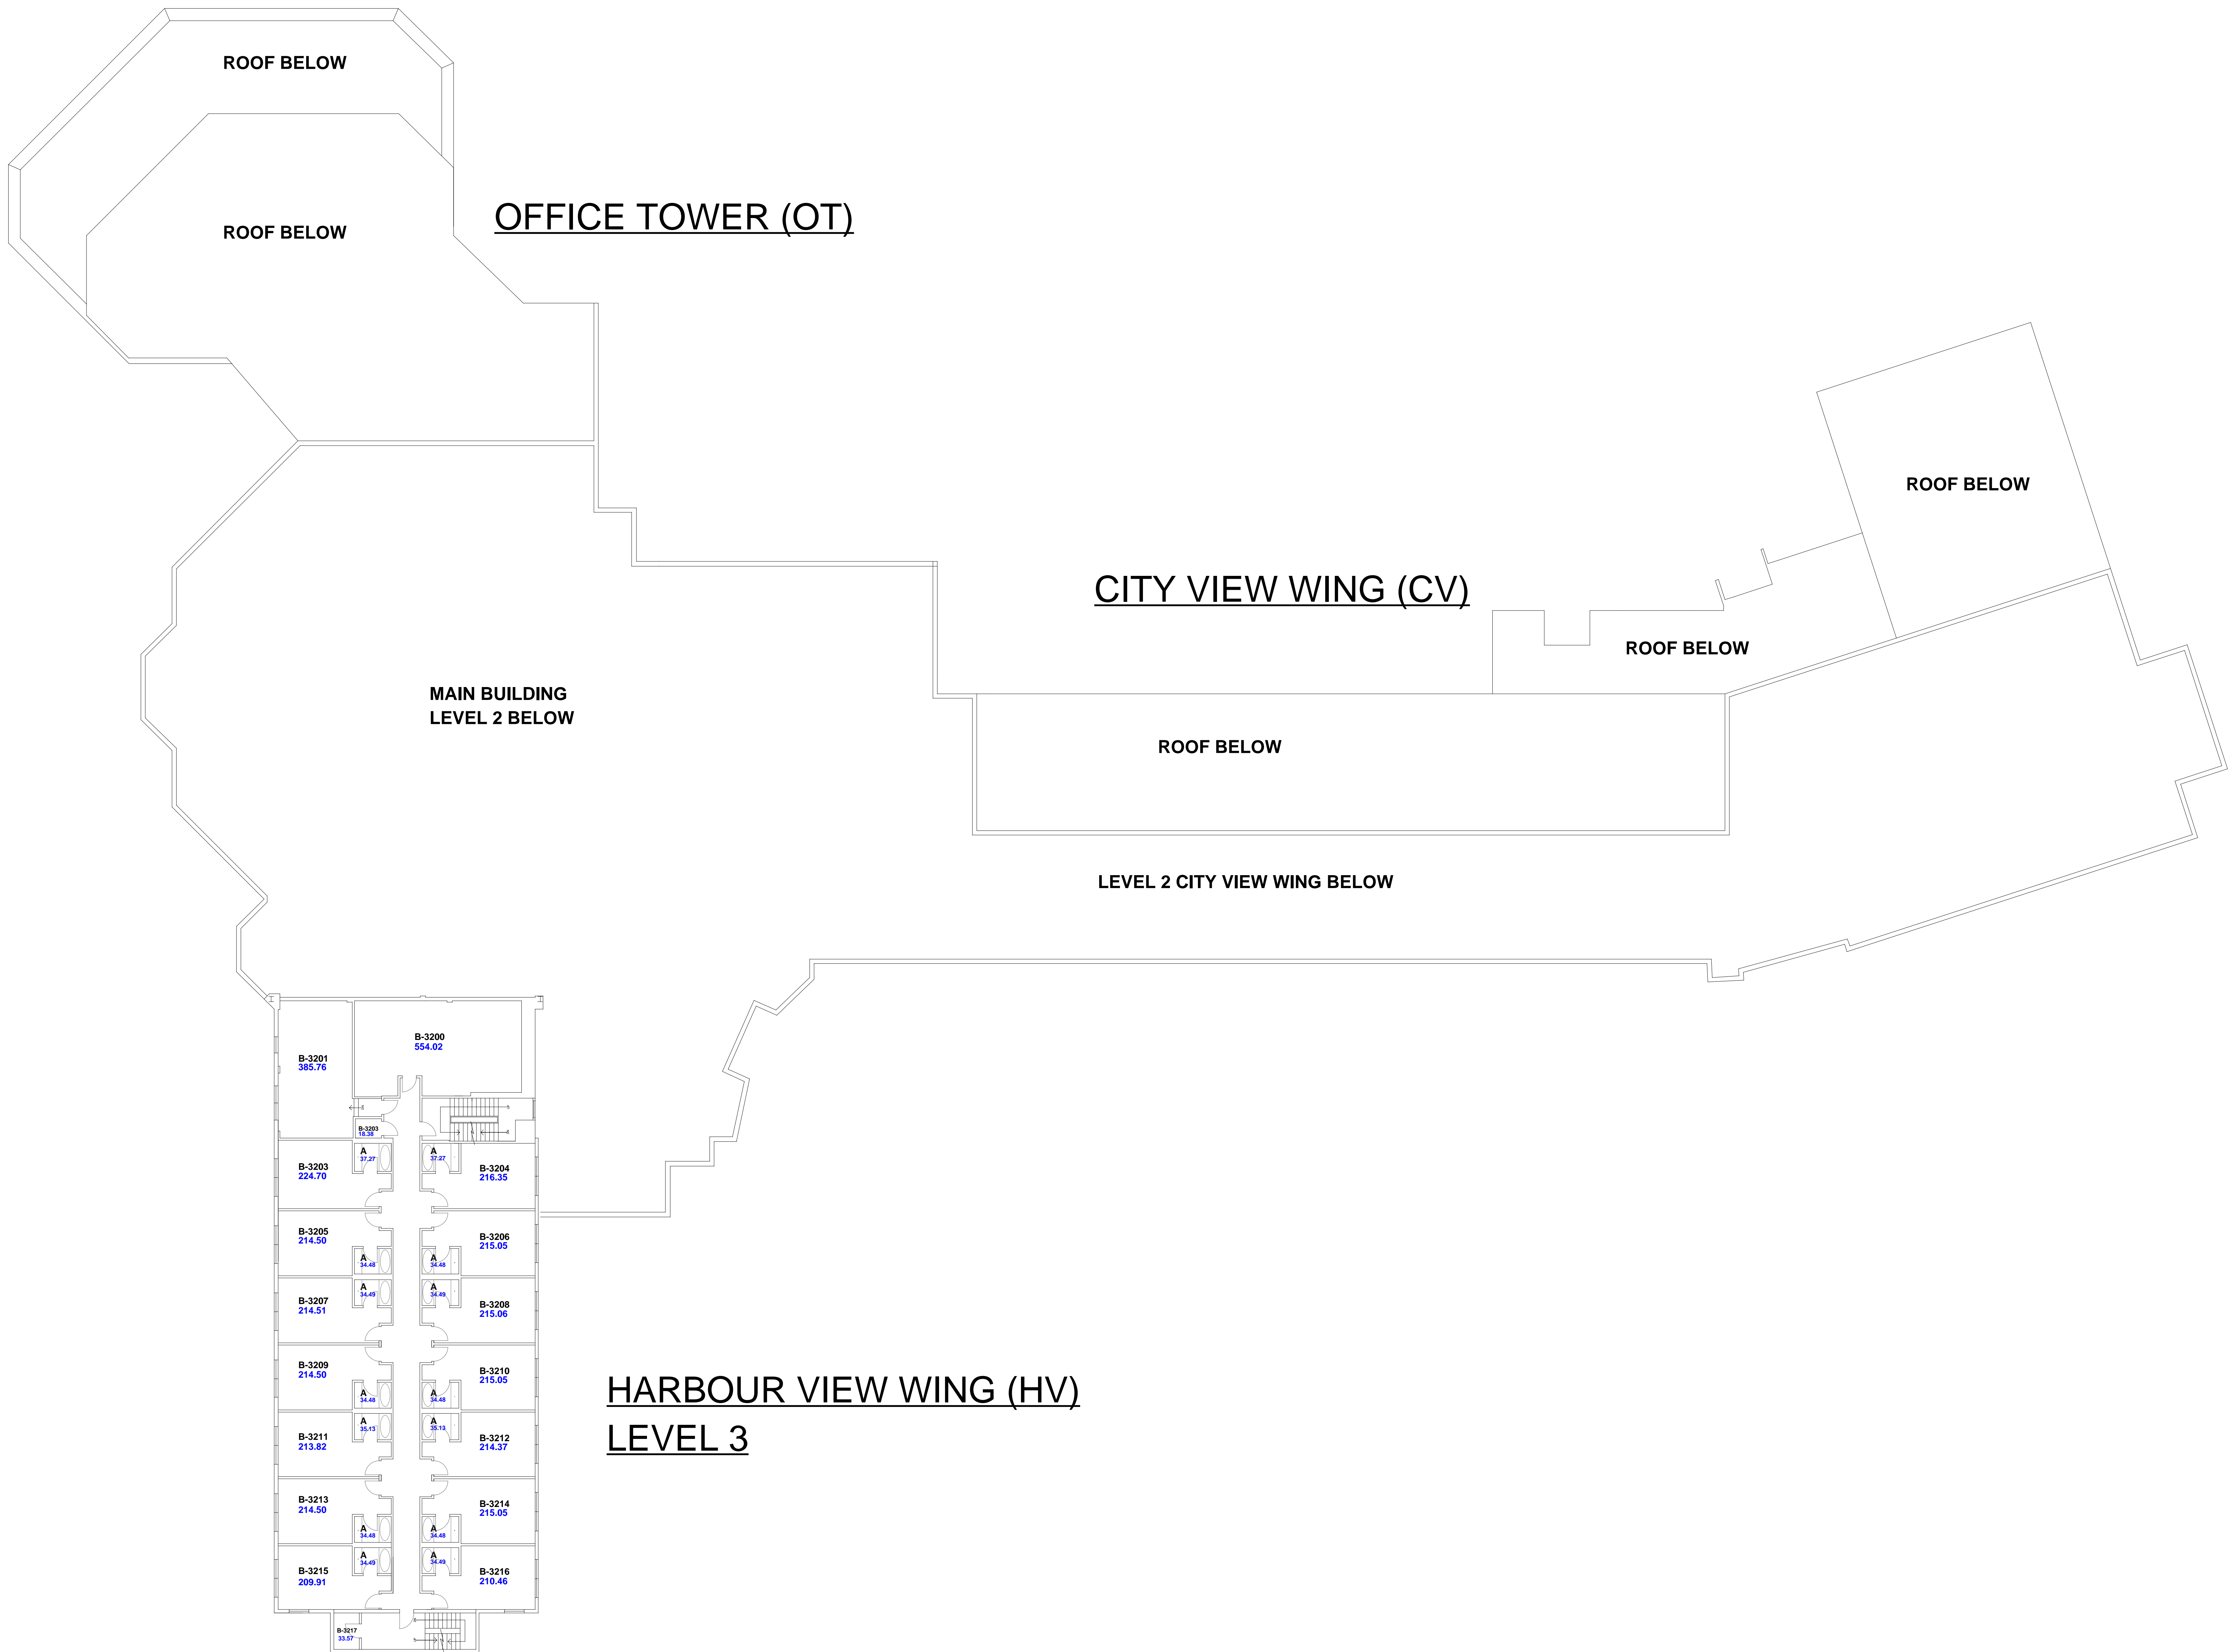 ROOF BELOW
ROOF BELOW
OFFICE TOWER (OT)
ROOF BELOW
CITY VIEW WING (CV)
ROOF BELOW
MAIN BUILDING
LEVEL 2 BELOW
ROOF BELOW
LEVEL 2 CITY VIEW WING BELOW
B-3200
554.02
B-3201
385.76
B-3203
18.38
A
37.27
A
37.27
B-3203
224.70
B-3204
216.35
B-3205
214.50
B-3206
215.05
A
34.48
A
34.48
A
34.49
A
34.49
B-3207
214.51
B-3208
215.06
B-3209
214.50
B-3210
215.05
HARBOUR VIEW WING (HV)
LEVEL 3
A
34.48
A
34.48
A
35.13
A
35.13
B-3211
213.82
B-3212
214.37
B-3213
214.50
B-3214
215.05
A
34.48
A
34.48
A
34.49
A
34.49
B-3215
209.91
B-3216
210.46
B-3217
33.57